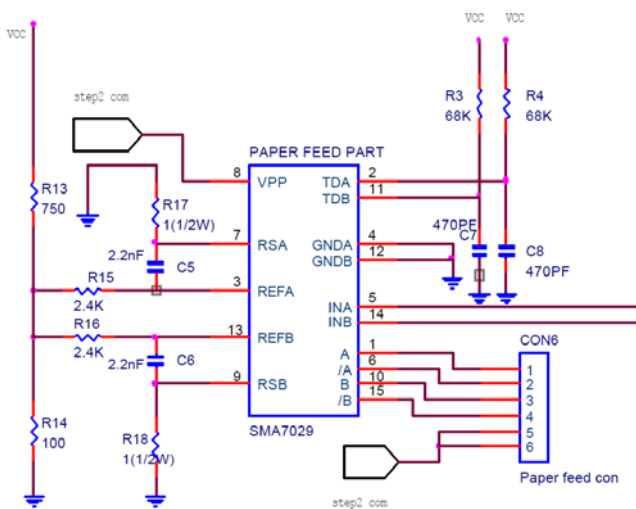 VCC
VCC VCC
step2 com
R3
68K
R4
68K
PAPER FEED PART
8 VPP TDA 2
TDB 11
R13
750
R17
1(1/2W)
470PF
C7
C8
470PF
7 RSA GNDA 4
GNDB 12
2.2nF
C5
R15
2.4K
3 REFA INA 5
INB 14
R16
2.4K
13 REFB
2.2nF
C6
9 RSB
A 1
/A 6
B 10
/B 15
CON6
1
2
3
4
5
6
R14
100
R18
1(1/2W)
SMA7029
Paper feed con
step2 com